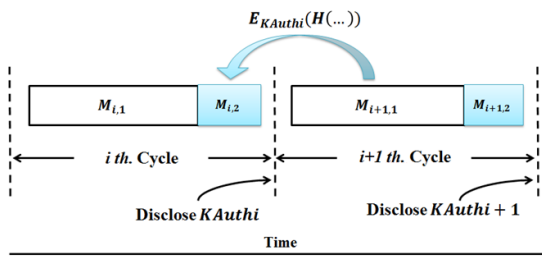 E_KAuthi(H(...))
M_i,1 M_i,2 M_i+1,1 M_i+1,2
i th. Cycle i+1 th. Cycle
Disclose KAuthi Disclose KAuthi + 1
Time